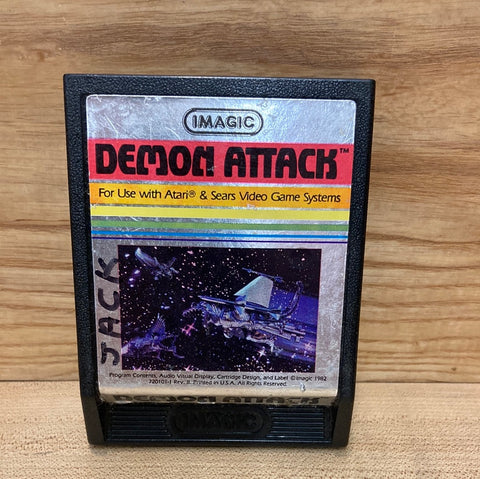 IMAGIC
DEMON ATTACK™
For Use with Atari® & Sears Video Game Systems
JACK
Program Contents, Audio Visual Display, Cartridge Design, and Label © Imagic 1982
720101-1 Rev. B. Printed in U.S.A. All Rights Reserved.
DEMON ATTACK
IMAGIC